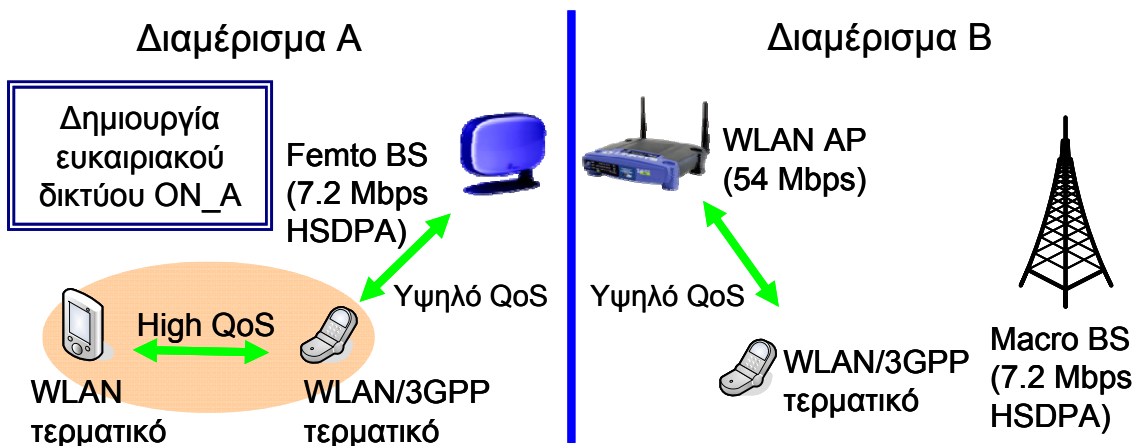 Διαμέρισμα Α
Διαμέρισμα Β
Δημιουργία
ευκαιριακού
δικτύου ON_A
Femto BS
(7.2 Mbps
HSDPA)
WLAN AP
(54 Mbps)
Υψηλό QoS
Υψηλό QoS
High QoS
WLAN
τερματικό
WLAN/3GPP
τερματικό
WLAN/3GPP
τερματικό
Macro BS
(7.2 Mbps
HSDPA)